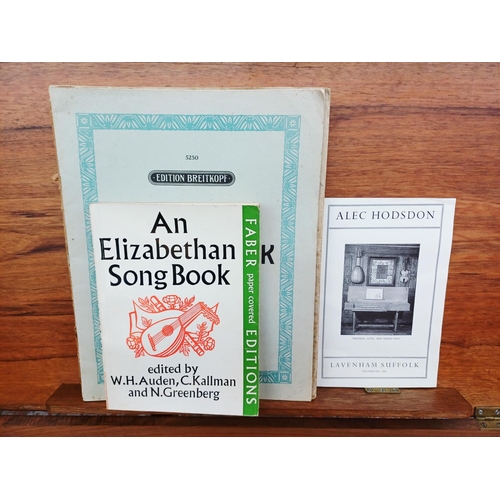 5250
EDITION BREITKOPF
K
An
Elizabethan
Song Book
edited by
W.H. Auden, C. Kallman
and N. Greenberg
FABER paper covered EDITIONS
ALEC HODSDON
LAVENHAM SUFFOLK